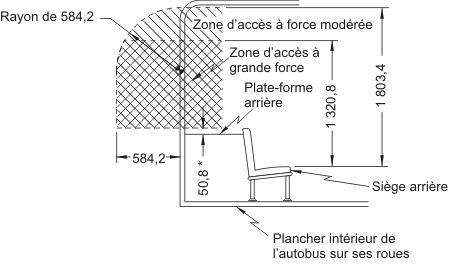 Rayon de 584,2
Zone d'accès à force modérée
Zone d'accès à
grande force
Plate-forme
arrière
1 320,8
1 803,4
584,2
50,8 *
Siège arrière
Plancher intérieur de
l'autobus sur ses roues